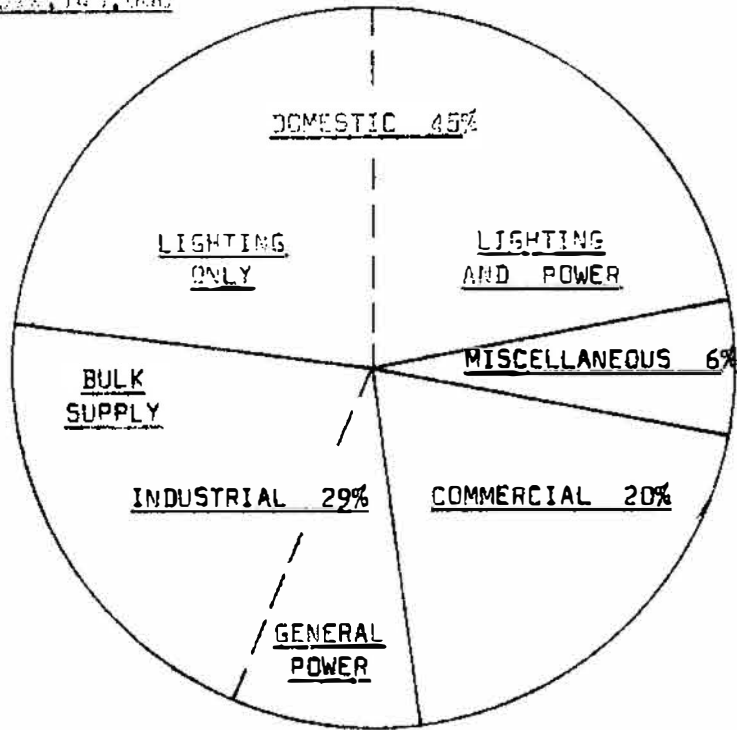 DOMESTIC 45%
LIGHTING
ONLY
LIGHTING
AND POWER
MISCELLANEOUS 6%
BULK
SUPPLY
INDUSTRIAL 29%
COMMERCIAL 20%
GENERAL
POWER